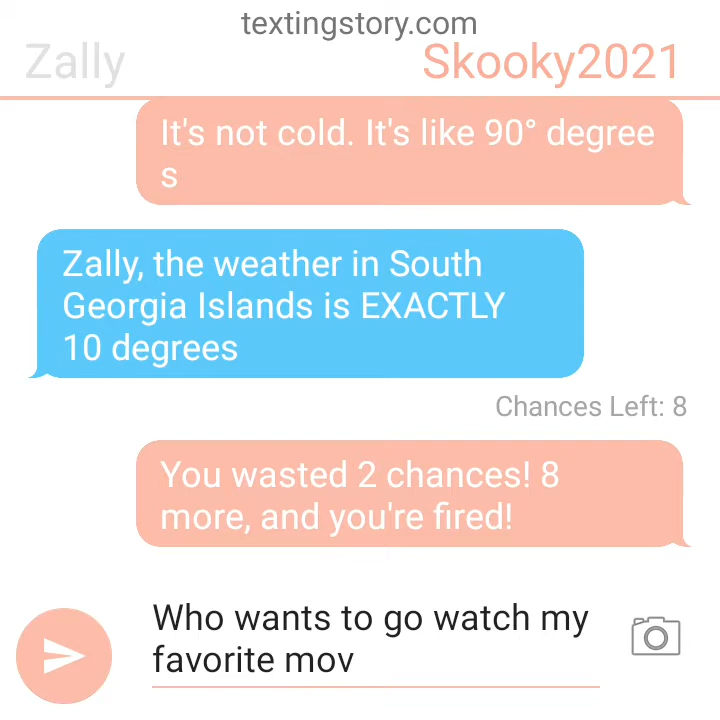 textingstory.com
Zally
Skooky2021
It's not cold. It's like 90° degree
s
Zally, the weather in South
Georgia Islands is EXACTLY
10 degrees
Chances Left: 8
You wasted 2 chances! 8
more, and you're fired!
Who wants to go watch my
favorite mov